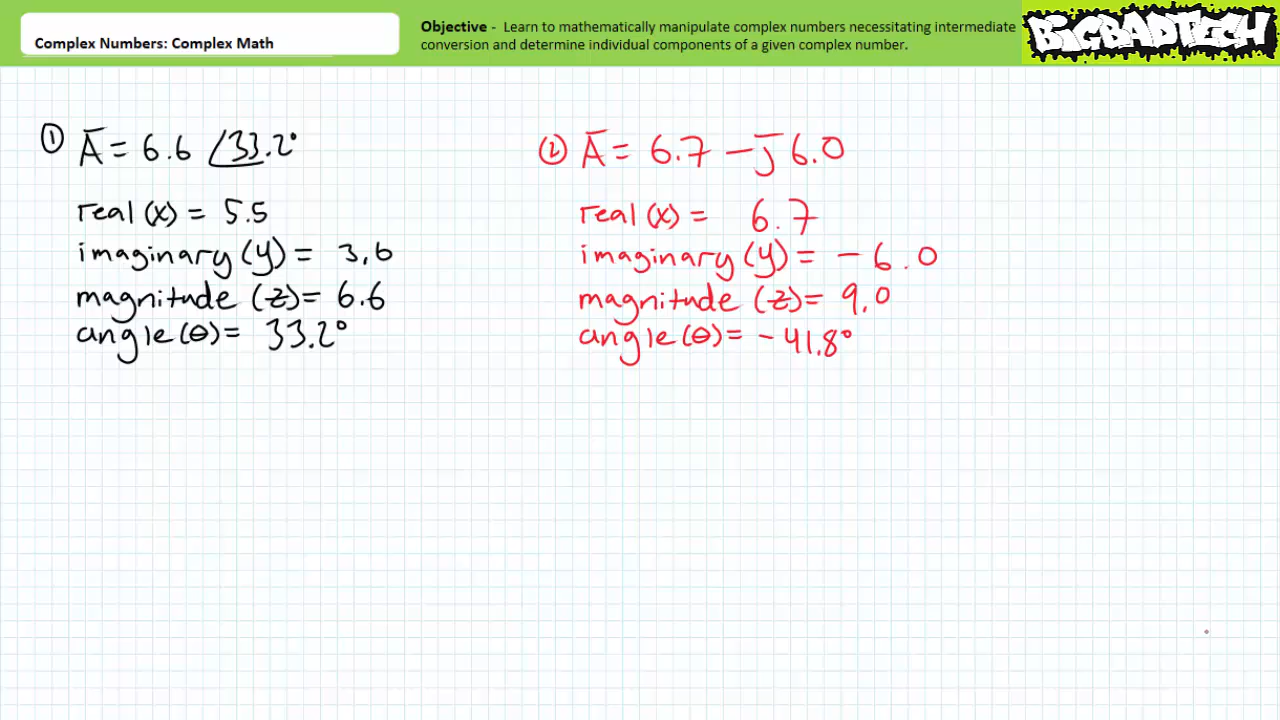 Complex Numbers: Complex Math
Objective - Learn to mathematically manipulate complex numbers necessitating intermediate
conversion and determine individual components of a given complex number.
BIGBADTECH
① A̅ = 6.6 ∠33.2°
real (x) = 5.5
imaginary (y) = 3.6
magnitude (z) = 6.6
angle (θ) = 33.2°
② A̅ = 6.7 - j6.0
real (x) = 6.7
imaginary (y) = -6.0
magnitude (z) = 9.0
angle (θ) = -41.8°